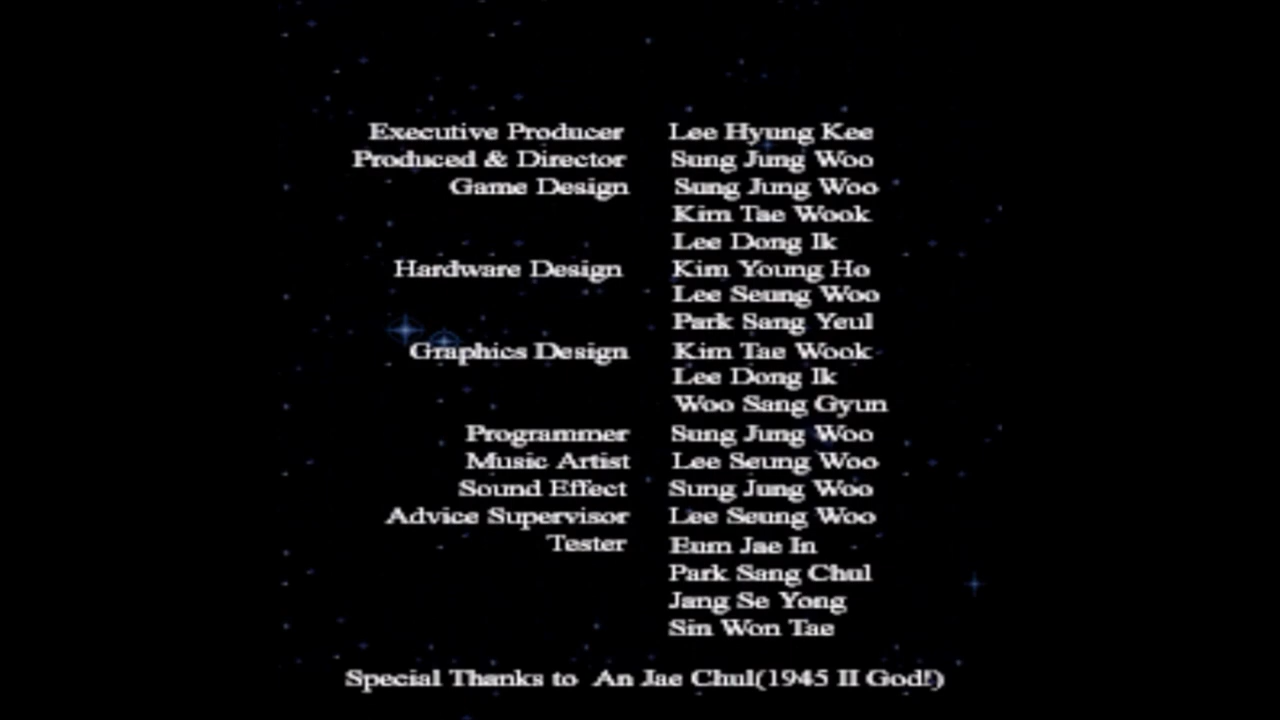 Executive Producer Lee Hyung Kee
Produced & Director Sung Jung Woo
Game Design Sung Jung Woo
Kim Tae Wook
Lee Dong Ik
Hardware Design Kim Young Ho
Lee Seung Woo
Park Sang Yeul
Graphics Design Kim Tae Wook
Lee Dong Ik
Woo Sang Gyun
Programmer Sung Jung Woo
Music Artist Lee Seung Woo
Sound Effect Sung Jung Woo
Advice Supervisor Lee Seung Woo
Tester Eum Jae In
Park Sang Chul
Jang Se Yong
Sin Won Tae
Special Thanks to An Jae Chul(1945 II God!)